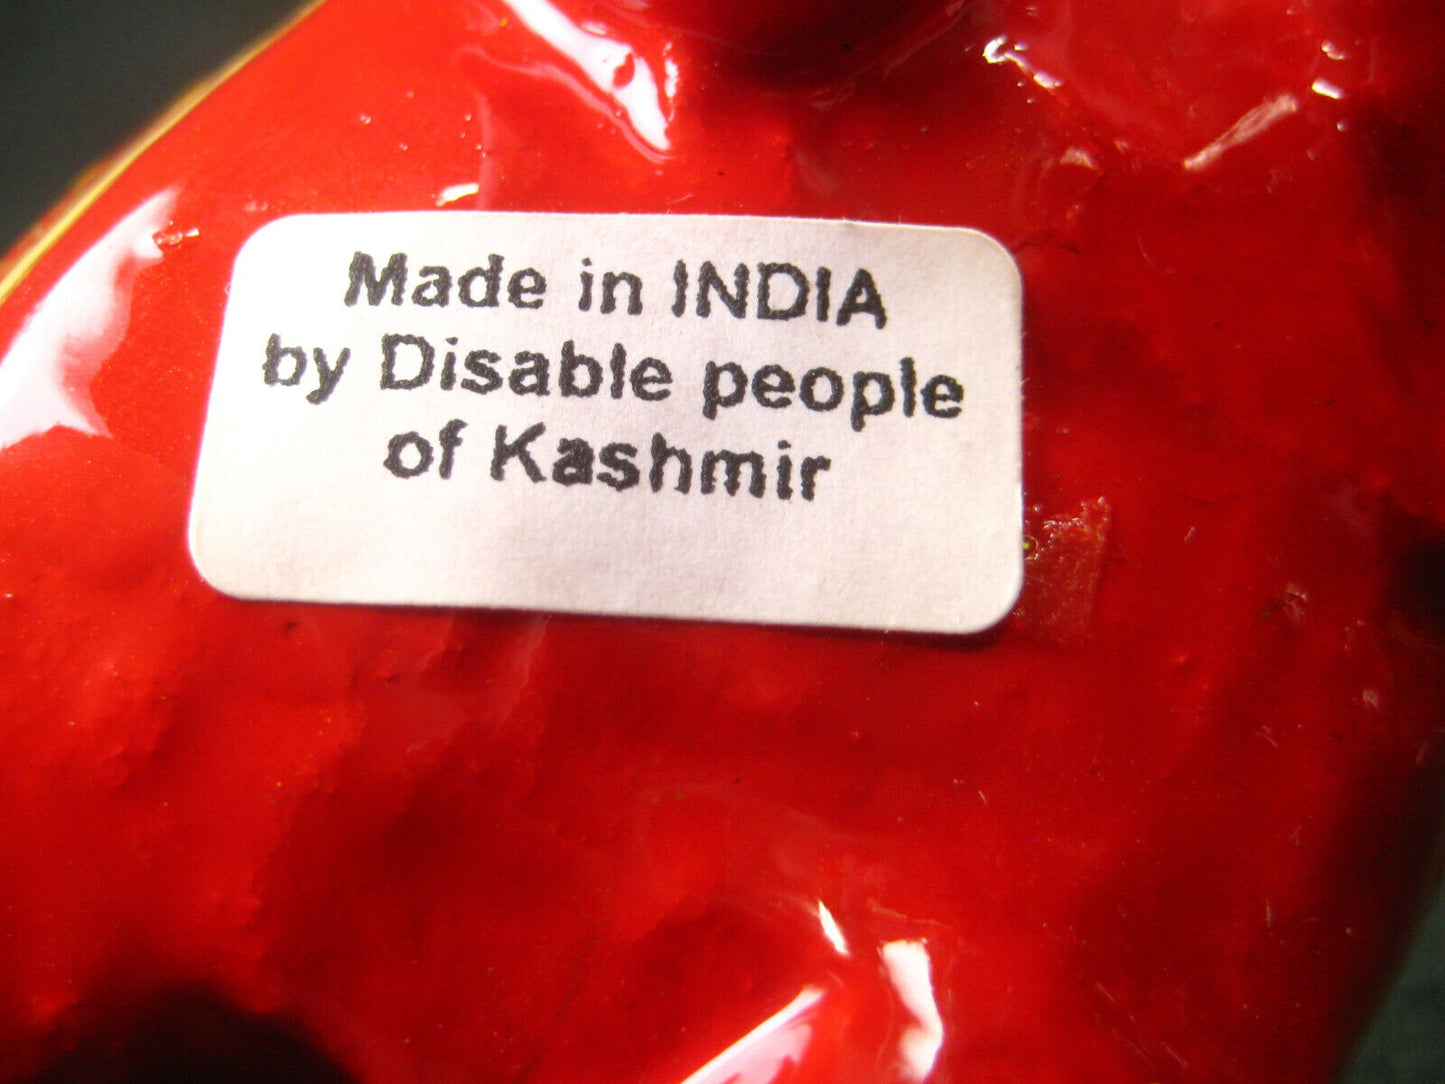 Made in INDIA
by Disable people
of Kashmir